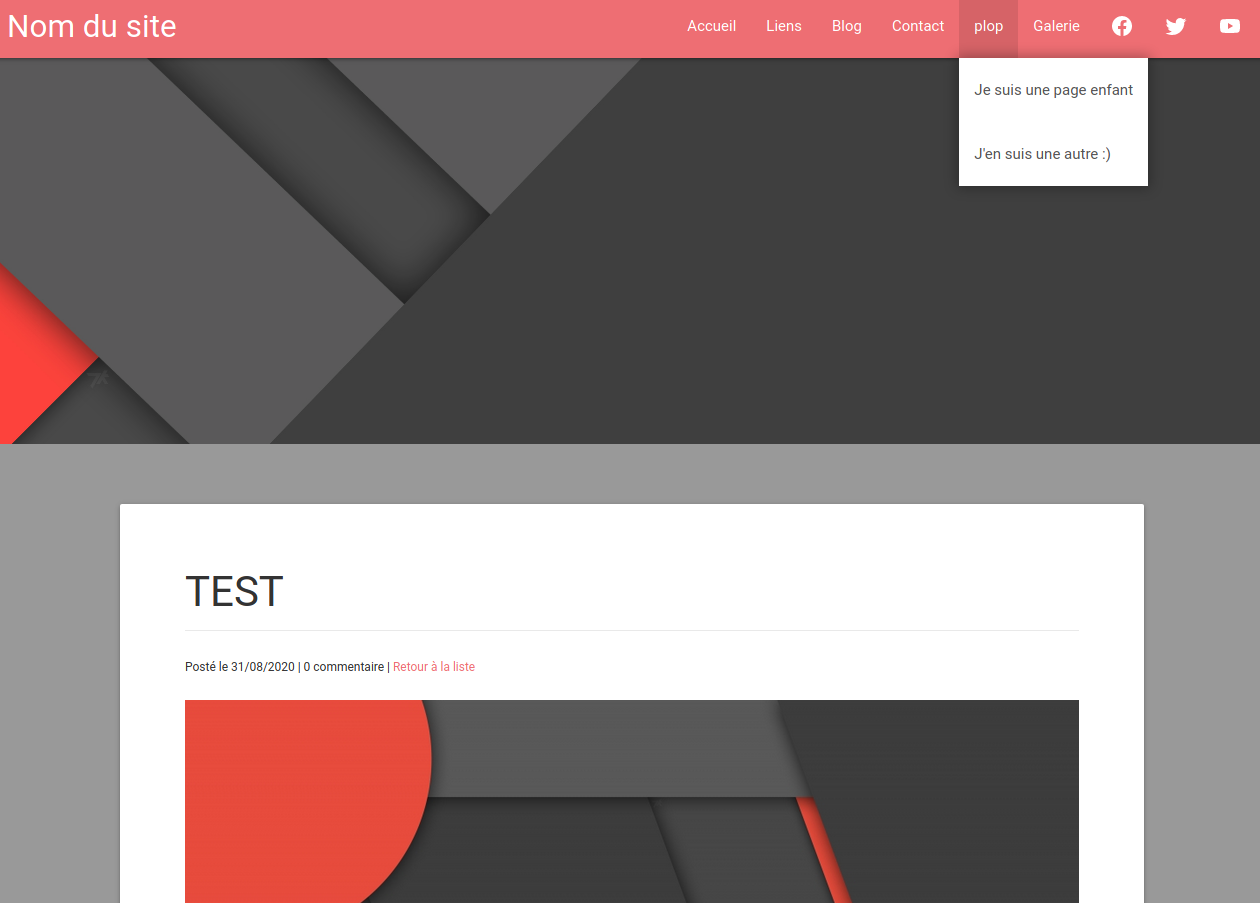 Nom du site
Accueil Liens Blog Contact plop Galerie
Je suis une page enfant
J'en suis une autre :)
TEST
Posté le 31/08/2020 | 0 commentaire | Retour à la liste